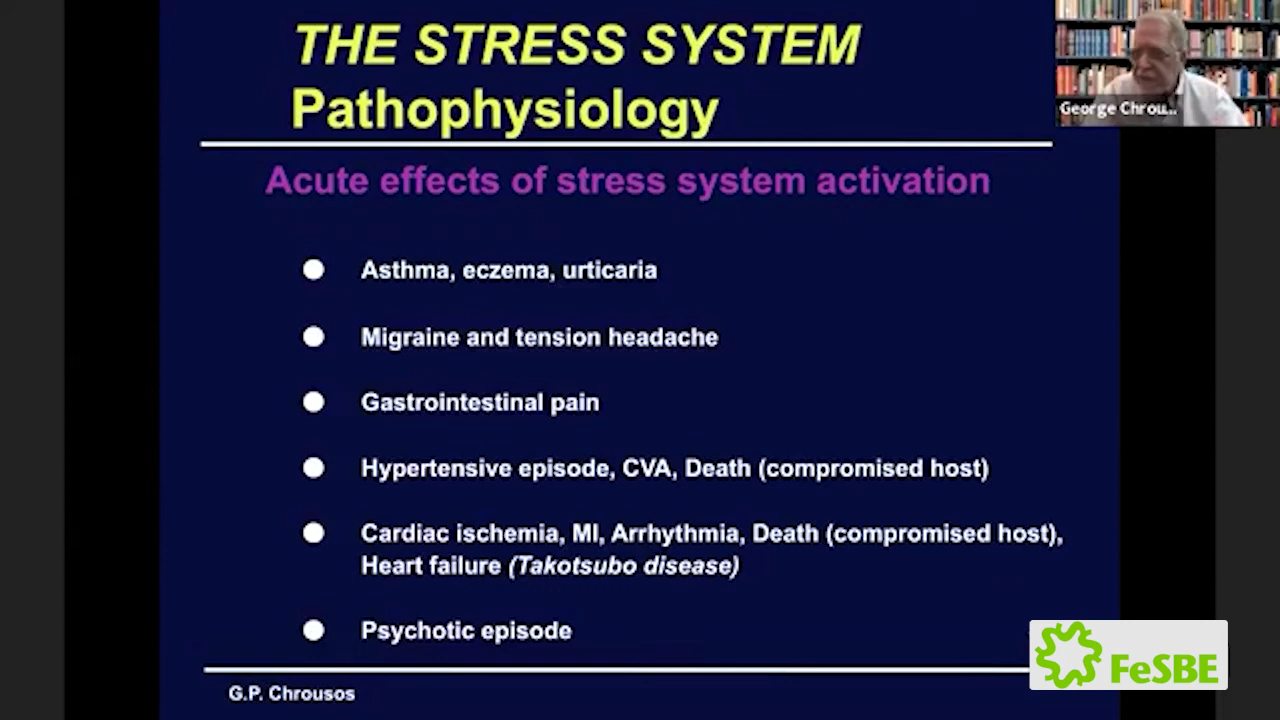 THE STRESS SYSTEM
Pathophysiology
George Chrou...
Acute effects of stress system activation
Asthma, eczema, urticaria
Migraine and tension headache
Gastrointestinal pain
Hypertensive episode, CVA, Death (compromised host)
Cardiac ischemia, MI, Arrhythmia, Death (compromised host),
Heart failure (Takotsubo disease)
Psychotic episode
FeSBE
G.P. Chrousos